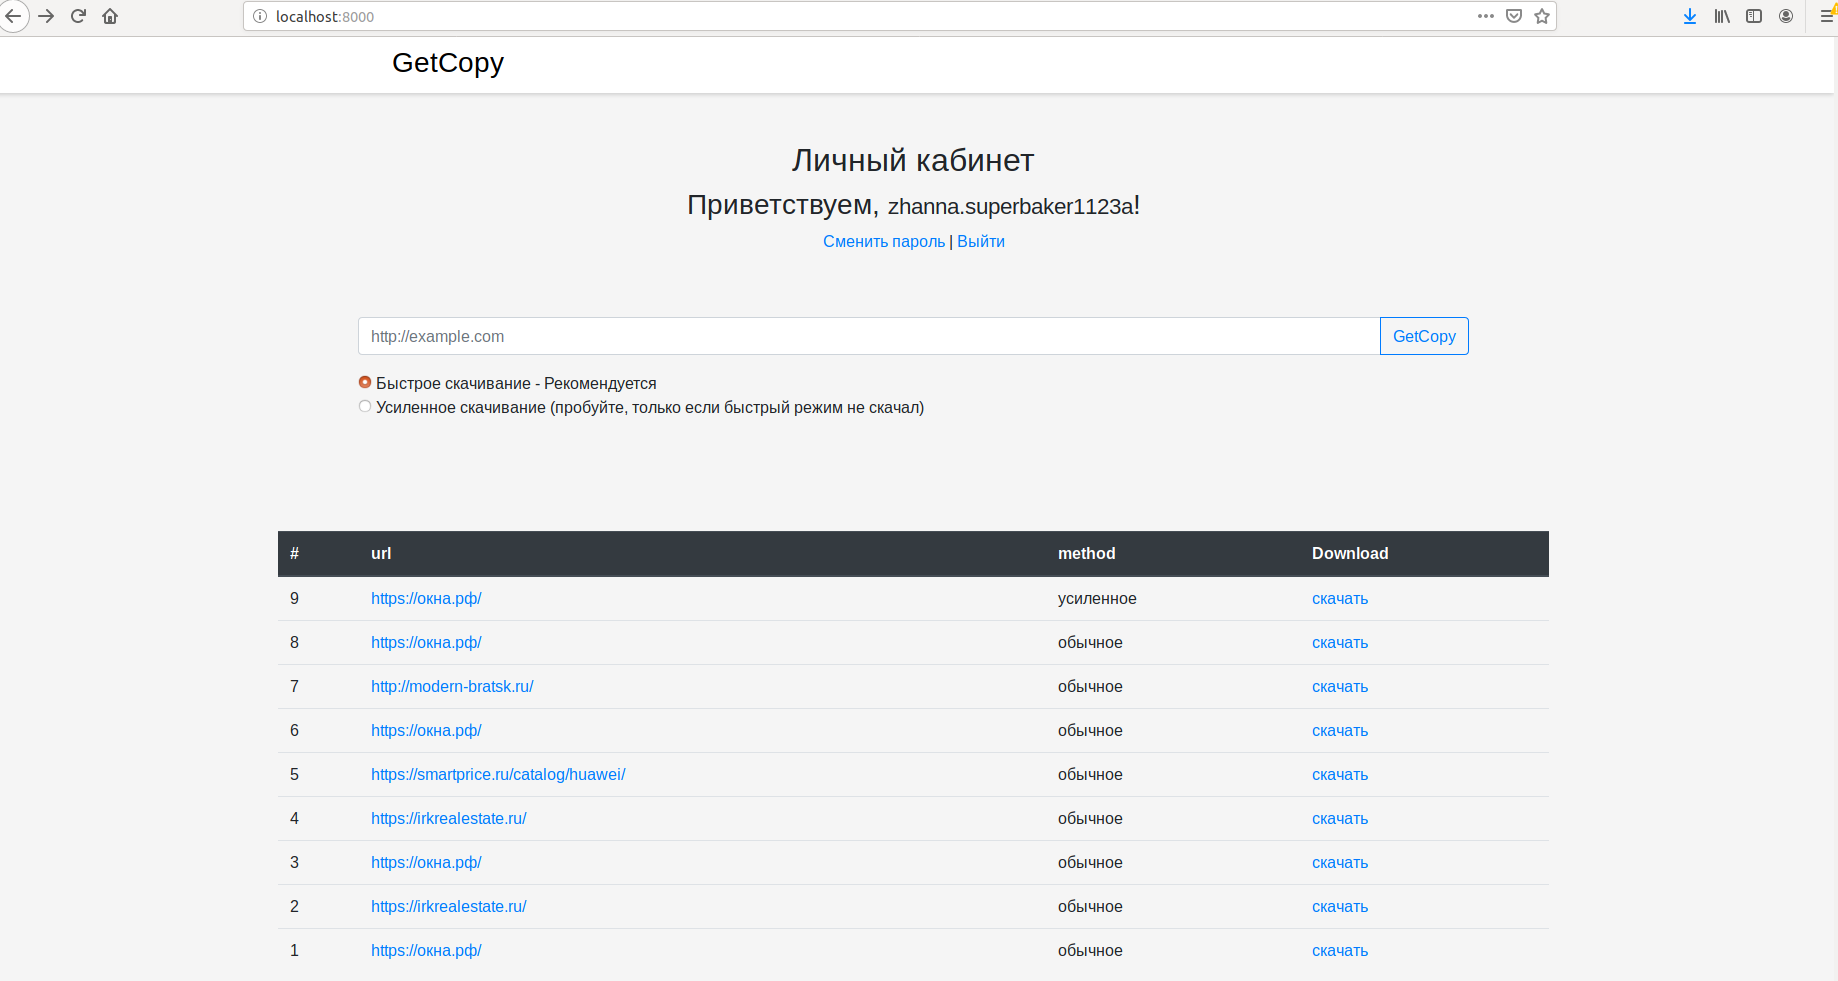 localhost:8000
GetCopy
Личный кабинет
Приветствуем, zhanna.superbaker1123a!
Сменить пароль | Выйти
http://example.com GetCopy
Быстрое скачивание - Рекомендуется
Усиленное скачивание (пробуйте, только если быстрый режим не скачал)
# url method Download
9 https://окна.рф/ усиленное скачать
8 https://окна.рф/ обычное скачать
7 http://modern-bratsk.ru/ обычное скачать
6 https://окна.рф/ обычное скачать
5 https://smartprice.ru/catalog/huawei/ обычное скачать
4 https://irkrealestate.ru/ обычное скачать
3 https://окна.рф/ обычное скачать
2 https://irkrealestate.ru/ обычное скачать
1 https://окна.рф/ обычное скачать